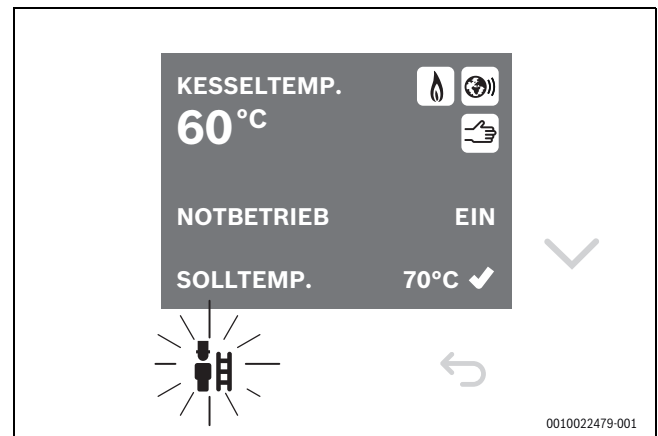 KESSELTEMP.
60°C
NOTBETRIEB EIN
SOLLTEMP. 70°C
0010022479-001